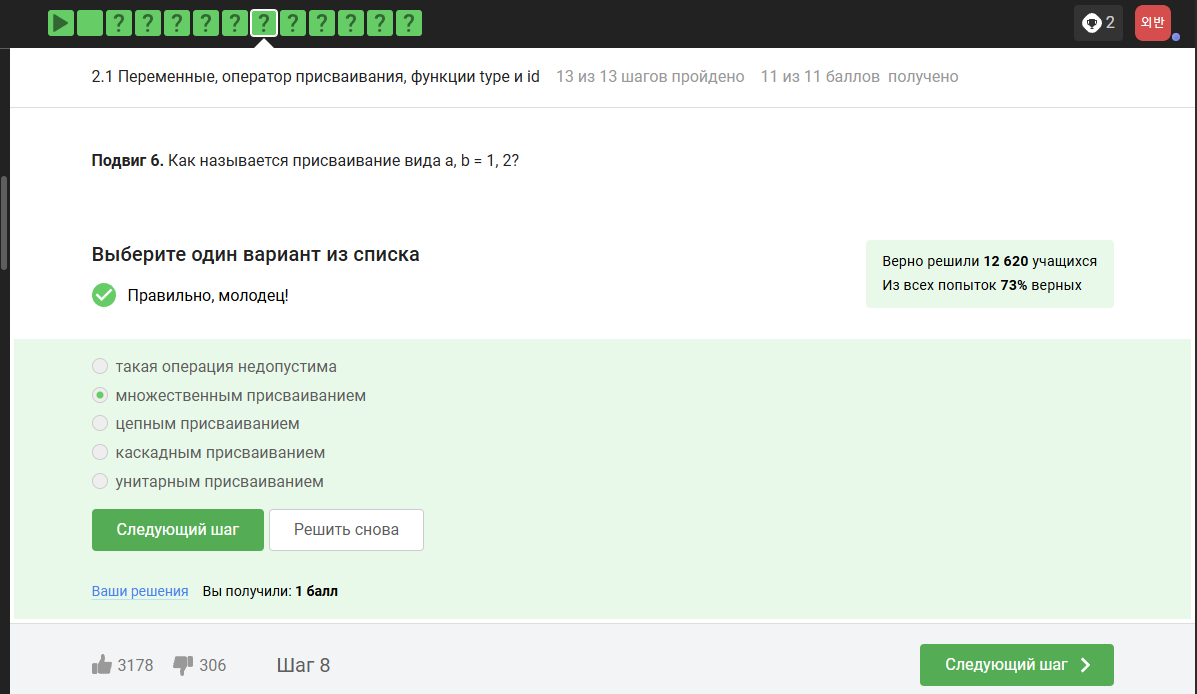 ? ? ? ? ? ? ? ? ? ? ?
2
외반
2.1 Переменные, оператор присваивания, функции type и id 13 из 13 шагов пройдено 11 из 11 баллов получено
Подвиг 6. Как называется присваивание вида a, b = 1, 2?
Выберите один вариант из списка
Правильно, молодец!
Верно решили 12 620 учащихся
Из всех попыток 73% верных
такая операция недопустима
множественным присваиванием
цепным присваиванием
каскадным присваиванием
унитарным присваиванием
Следующий шаг Решить снова
Ваши решения Вы получили: 1 балл
3178 306 Шаг 8 Следующий шаг